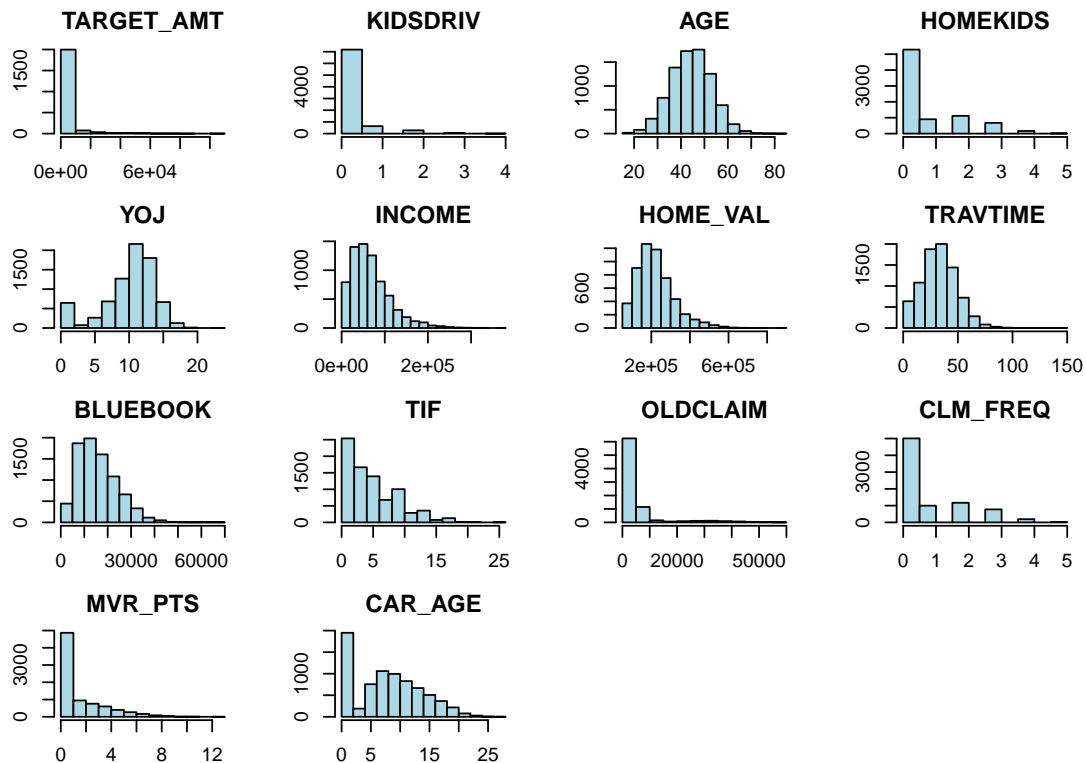 TARGET_AMT KIDSDRIV AGE HOMEKIDS
0 1500
0e+00 6e+04
0 4000
0 1 2 3 4
0 1000
20 40 60 80
0 3000
0 1 2 3 4 5
YOJ INCOME HOME_VAL TRAVTIME
0 1500
0 5 10 20
0 1000
0e+00 2e+05
0 600
2e+05 6e+05
0 1500
0 50 100 150
BLUEBOOK TIF OLDCLAIM CLM_FREQ
0 1500
0 30000 60000
0 1500
0 5 15 25
0 4000
0 20000 50000
0 3000
0 1 2 3 4 5
MVR_PTS CAR_AGE
0 3000
0 4 8 12
0 1000
0 5 15 25